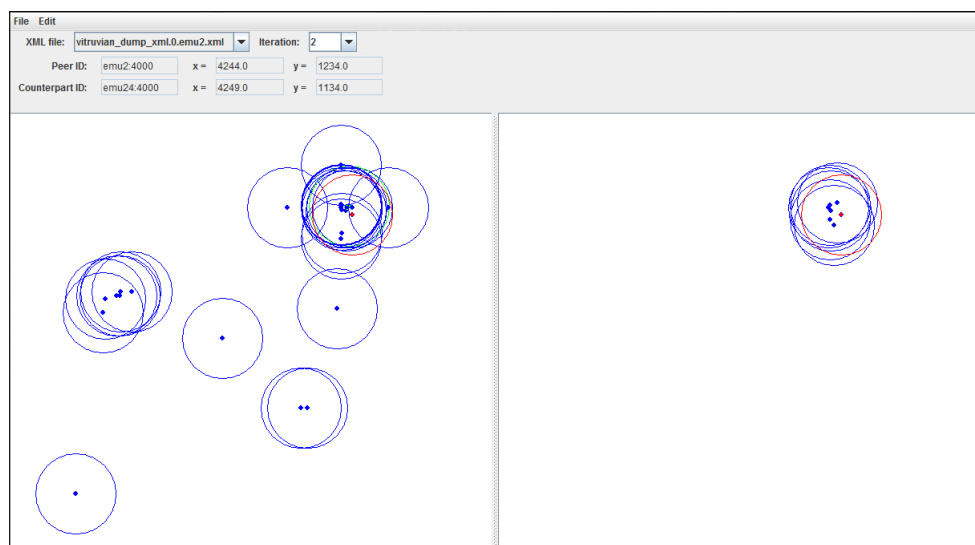 File Edit
XML file: vitruvian_dump_xml.0.emu2.xml Iteration: 2
Peer ID: emu2:4000 x = 4244.0 y = 1234.0
Counterpart ID: emu24:4000 x = 4249.0 y = 1134.0